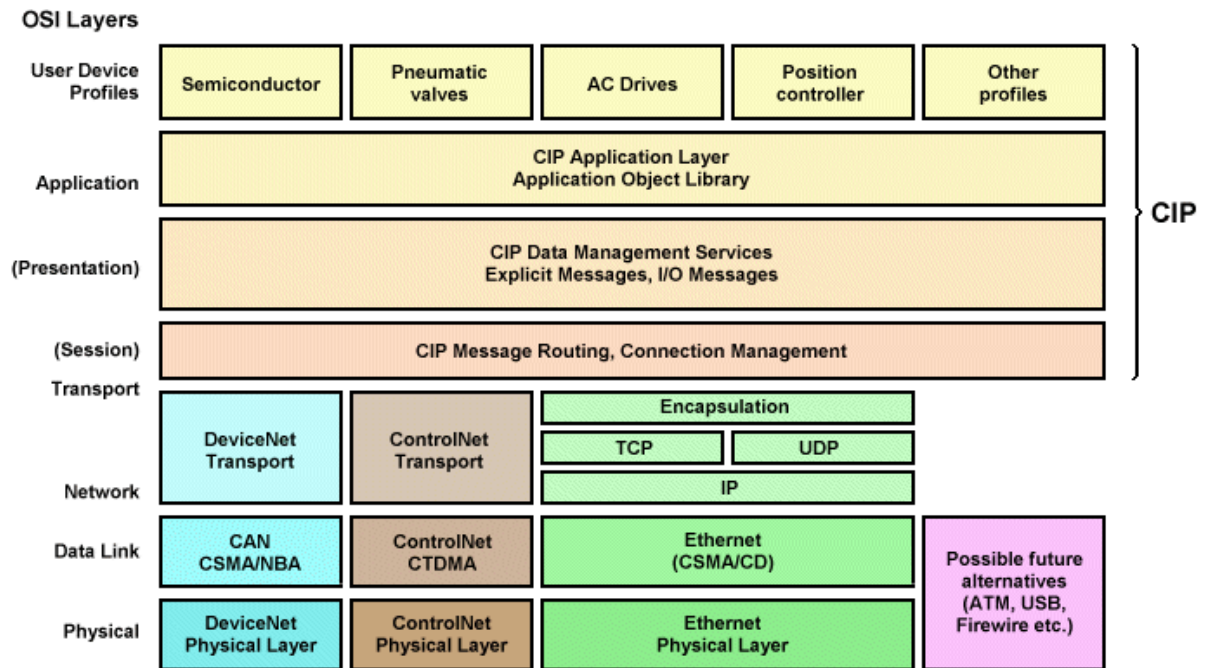 OSI Layers
User Device
Profiles
Semiconductor
Pneumatic
valves
AC Drives
Position
controller
Other
profiles
Application
CIP Application Layer
Application Object Library
CIP
(Presentation)
CIP Data Management Services
Explicit Messages, I/O Messages
(Session)
CIP Message Routing, Connection Management
Transport
DeviceNet
Transport
ControlNet
Transport
Encapsulation
TCP
UDP
IP
Network
Data Link
CAN
CSMA/NBA
ControlNet
CTDMA
Ethernet
(CSMA/CD)
Possible future
alternatives
(ATM, USB,
Firewire etc.)
Physical
DeviceNet
Physical Layer
ControlNet
Physical Layer
Ethernet
Physical Layer